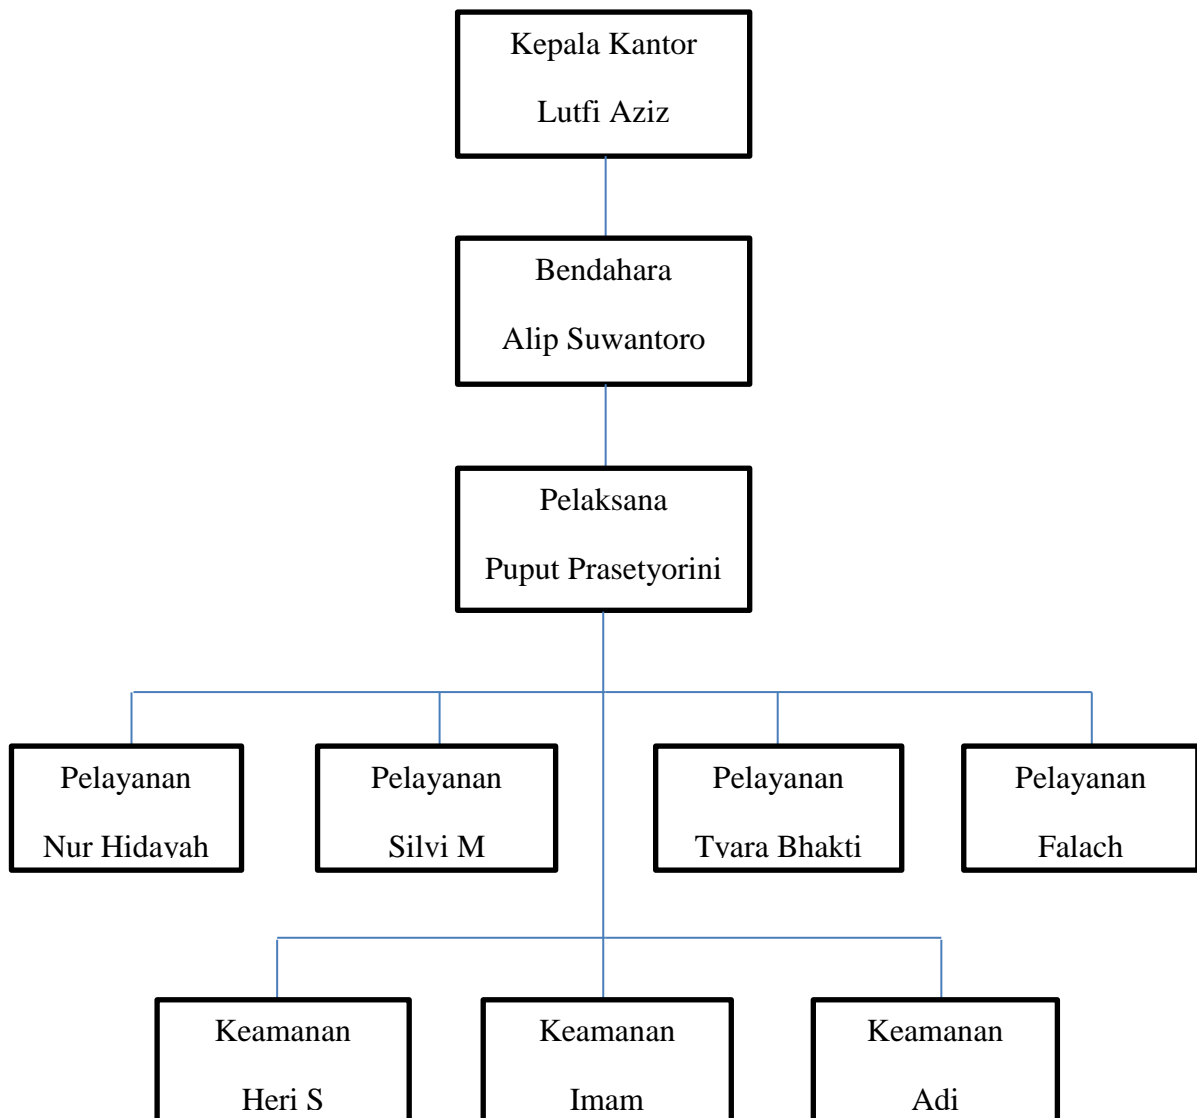 Kepala Kantor
Lutfi Aziz
Bendahara
Alip Suwantoro
Pelaksana
Puput Prasetyorini
Pelayanan
Nur Hidayah
Pelayanan
Silvi M
Pelayanan
Tyara Bhakti
Pelayanan
Falach
Keamanan
Heri S
Keamanan
Imam
Keamanan
Adi